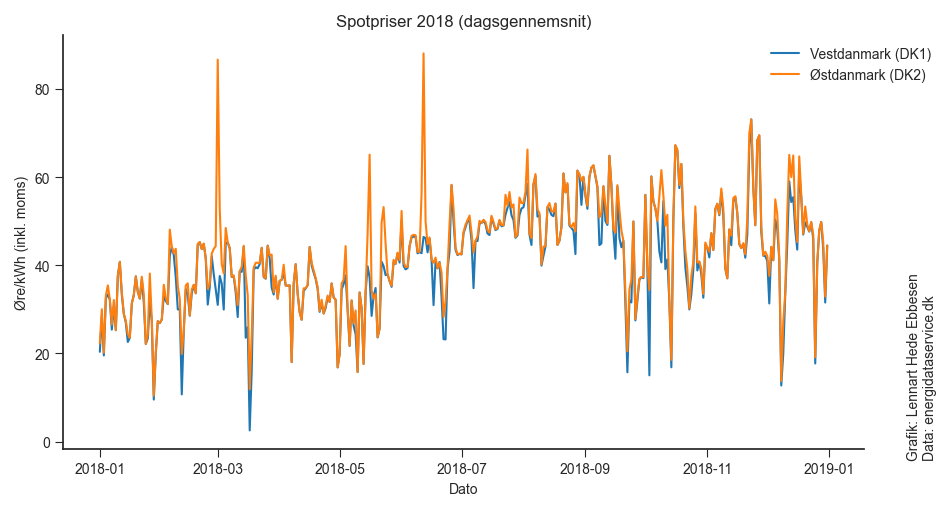 Spotpriser 2018 (dagsgennemsnit)
Vestdanmark (DK1)
Østdanmark (DK2)
Øre/kWh (inkl. moms)
80
60
40
20
0
2018-01
2018-03
2018-05
2018-07
2018-09
2018-11
2019-01
Dato
Grafik: Lennart Hede Ebbesen
Data: energidataservice.dk